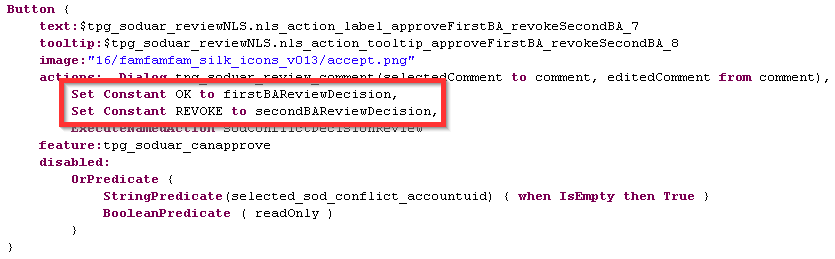 Button {
text:$tpg_soduar_reviewNLS.nls_action_label_approveFirstBA_revokeSecondBA_7
tooltip:$tpg_soduar_reviewNLS.nls_action_tooltip_approveFirstBA_revokeSecondBA_8
image:"16/famfamfam_silk_icons_v013/accept.png"
actions: Dialog tpg_soduar_review_comment(selectedComment to comment, editedComment from comment),
Set Constant OK to firstBAReviewDecision,
Set Constant REVOKE to secondBAReviewDecision,
ExecuteNamedAction sodConflictDecisionReview
feature:tpg_soduar_canapprove
disabled:
OrPredicate {
StringPredicate(selected_sod_conflict_accountuid) { when IsEmpty then True }
BooleanPredicate ( readOnly )
}
}